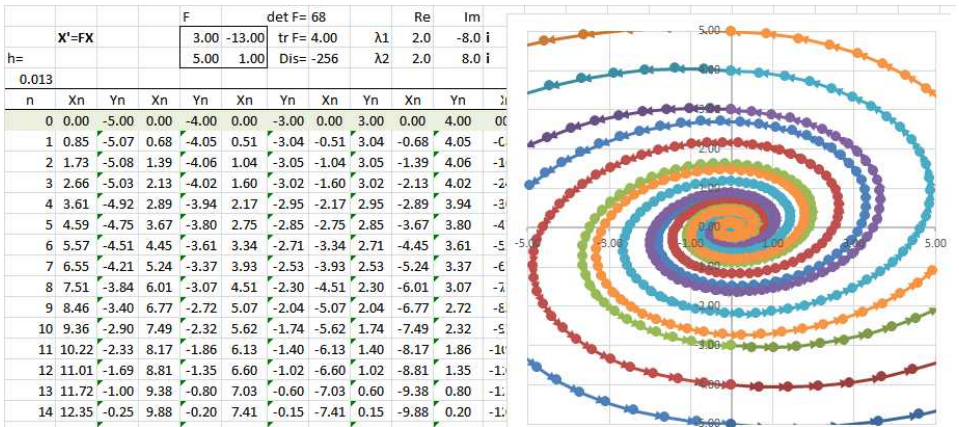 F det F= 68 Re Im
X'=FX 3.00 -13.00 tr F= 4.00 λ1 2.0 -8.0 i
h= 5.00 1.00 Dis= -256 λ2 2.0 8.0 i
0.013
n Xn Yn Xn Yn Xn Yn Xn Yn Xn Yn
0 0.00 -5.00 0.00 -4.00 0.00 -3.00 0.00 3.00 0.00 4.00 00
1 0.85 -5.07 0.68 -4.05 0.51 -3.04 -0.51 3.04 -0.68 4.05
2 1.73 -5.08 1.39 -4.06 1.04 -3.05 -1.04 3.05 -1.39 4.06
3 2.66 -5.03 2.13 -4.02 1.60 -3.02 -1.60 3.02 -2.13 4.02
4 3.61 -4.92 2.89 -3.94 2.17 -2.95 -2.17 2.95 -2.89 3.94
5 4.59 -4.75 3.67 -3.80 2.75 -2.85 -2.75 2.85 -3.67 3.80
6 5.57 -4.51 4.45 -3.61 3.34 -2.71 -3.34 2.71 -4.45 3.61
7 6.55 -4.21 5.24 -3.37 3.93 -2.53 -3.93 2.53 -5.24 3.37
8 7.51 -3.84 6.01 -3.07 4.51 -2.30 -4.51 2.30 -6.01 3.07
9 8.46 -3.40 6.77 -2.72 5.07 -2.04 -5.07 2.04 -6.77 2.72
10 9.36 -2.90 7.49 -2.32 5.62 -1.74 -5.62 1.74 -7.49 2.32
11 10.22 -2.33 8.17 -1.86 6.13 -1.40 -6.13 1.40 -8.17 1.86
12 11.01 -1.69 8.81 -1.35 6.60 -1.02 -6.60 1.02 -8.81 1.35
13 11.72 -1.00 9.38 -0.80 7.03 -0.60 -7.03 0.60 -9.38 0.80
14 12.35 -0.25 9.88 -0.20 7.41 -0.15 -7.41 0.15 -9.88 0.20
5.00
2.00
-5.00 -3.00 -1.00 1.00 3.00 5.00